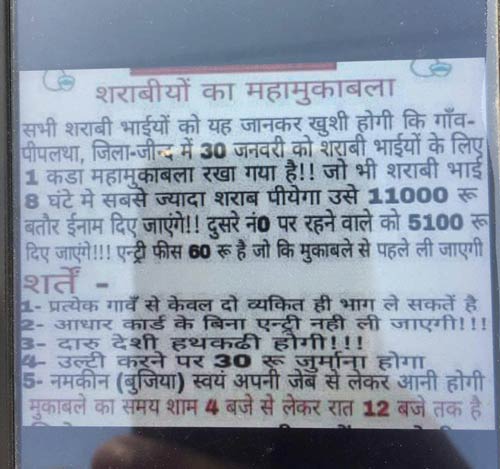 शराबीयों का महामुकाबला
सभी शराबी भाईयों को यह जानकर खुशी होगी कि गाँव-
पीपलथा, जिला-जीन्द में 30 जनवरी को शराबी भाईयों के लिए
1 कडा महामुकाबला रखा गया है!! जो भी शराबी भाई
8 घंटे मे सबसे ज्यादा शराब पीयेगा उसे 11000 रू
बतौर ईनाम दिए जाएंगे!! दुसरे नं0 पर रहने वाले को 5100 रू
दिए जाएंगे!!! एन्ट्री फीस 60 रू है जो कि मुकाबले से पहले ली जाएगी
शर्तें -
1- प्रत्येक गावँ से केवल दो व्यकित ही भाग ले सकतें है
2- आधार कार्ड के बिना एन्ट्री नही ली जाएगी!!!
3- दारु देशी हथकढी होगी!!!
4- उल्टी करने पर 30 रू जुर्माना होगा
5- नमकीन (बुजिया) स्वयं अपनी जेब से लेकर आनी होगी
मुकाबले का समय शाम 4 बजे से लेकर रात 12 बजे तक है